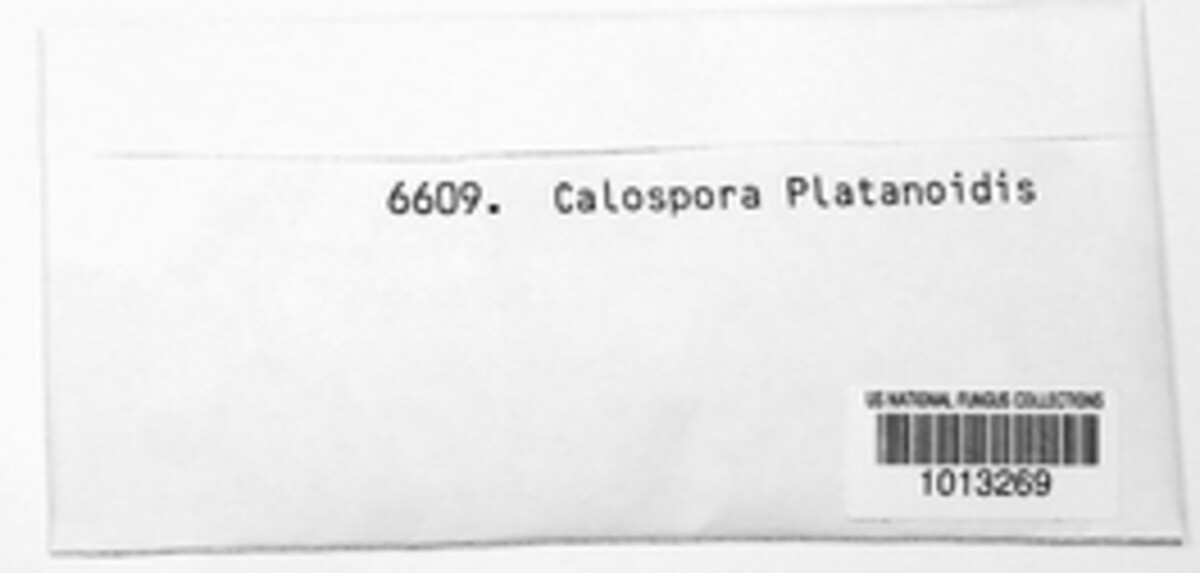 6609. Calospora Platanoidis
US NATIONAL FUNGUS COLLECTIONS
1013269